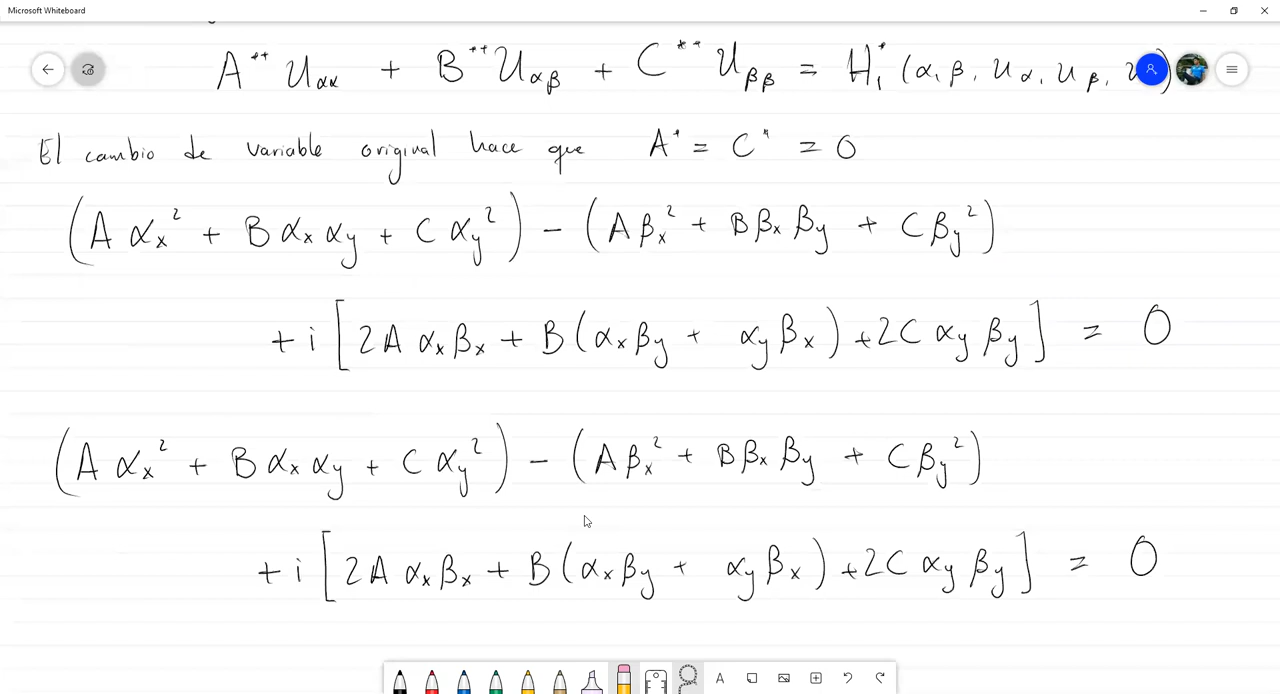 Microsoft Whiteboard
A** u_αα + B** u_αβ + C** u_ββ = H₁* (α, β, u_α, u_β,
El cambio de variable original hace que A* = C* = 0
(A α_x² + B α_x α_y + C α_y²) − (A β_x² + B β_x β_y + C β_y²)
+ i [2A α_x β_x + B(α_x β_y + α_y β_x) + 2C α_y β_y] = 0
(A α_x² + B α_x α_y + C α_y²) − (A β_x² + B β_x β_y + C β_y²)
+ i [2A α_x β_x + B(α_x β_y + α_y β_x) + 2C α_y β_y] = 0